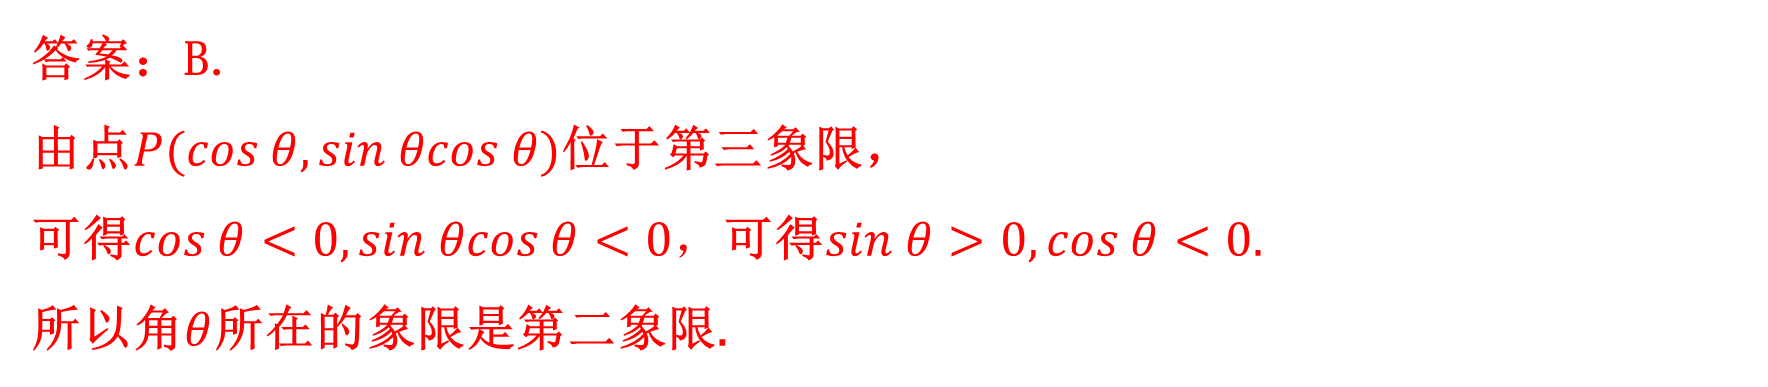 答案：B.
由点P(cos θ,sin θcos θ)位于第三象限，
可得cos θ < 0,sin θcos θ < 0，可得sin θ > 0,cos θ < 0.
所以角θ所在的象限是第二象限.